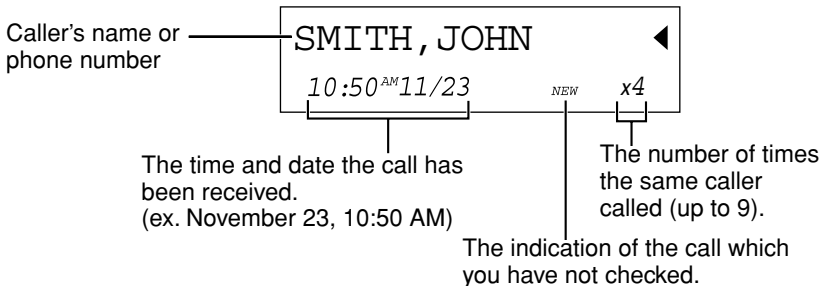 Caller's name or
phone number
SMITH,JOHN ◀
10:50AM11/23 NEW x4
The time and date the call has
been received.
(ex. November 23, 10:50 AM)
The number of times
the same caller
called (up to 9).
The indication of the call which
you have not checked.